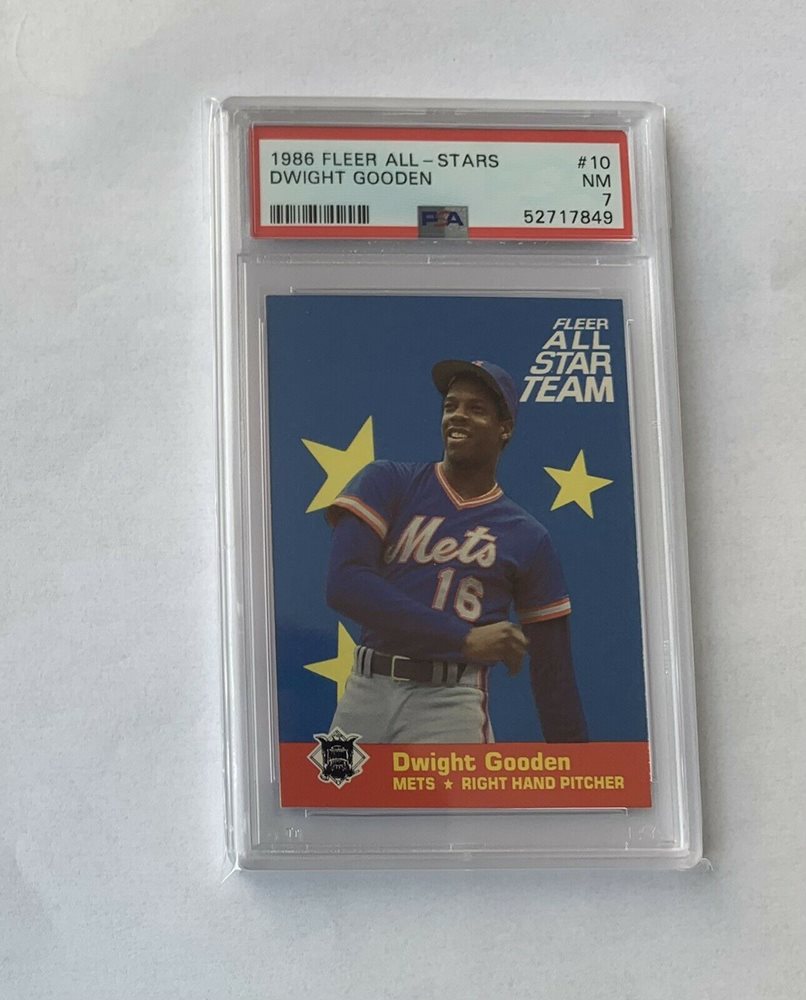 1986 FLEER ALL-STARS #10
DWIGHT GOODEN NM
7
PSA 52717849
FLEER
ALL
STAR
TEAM
Mets
16
Dwight Gooden
METS ★ RIGHT HAND PITCHER